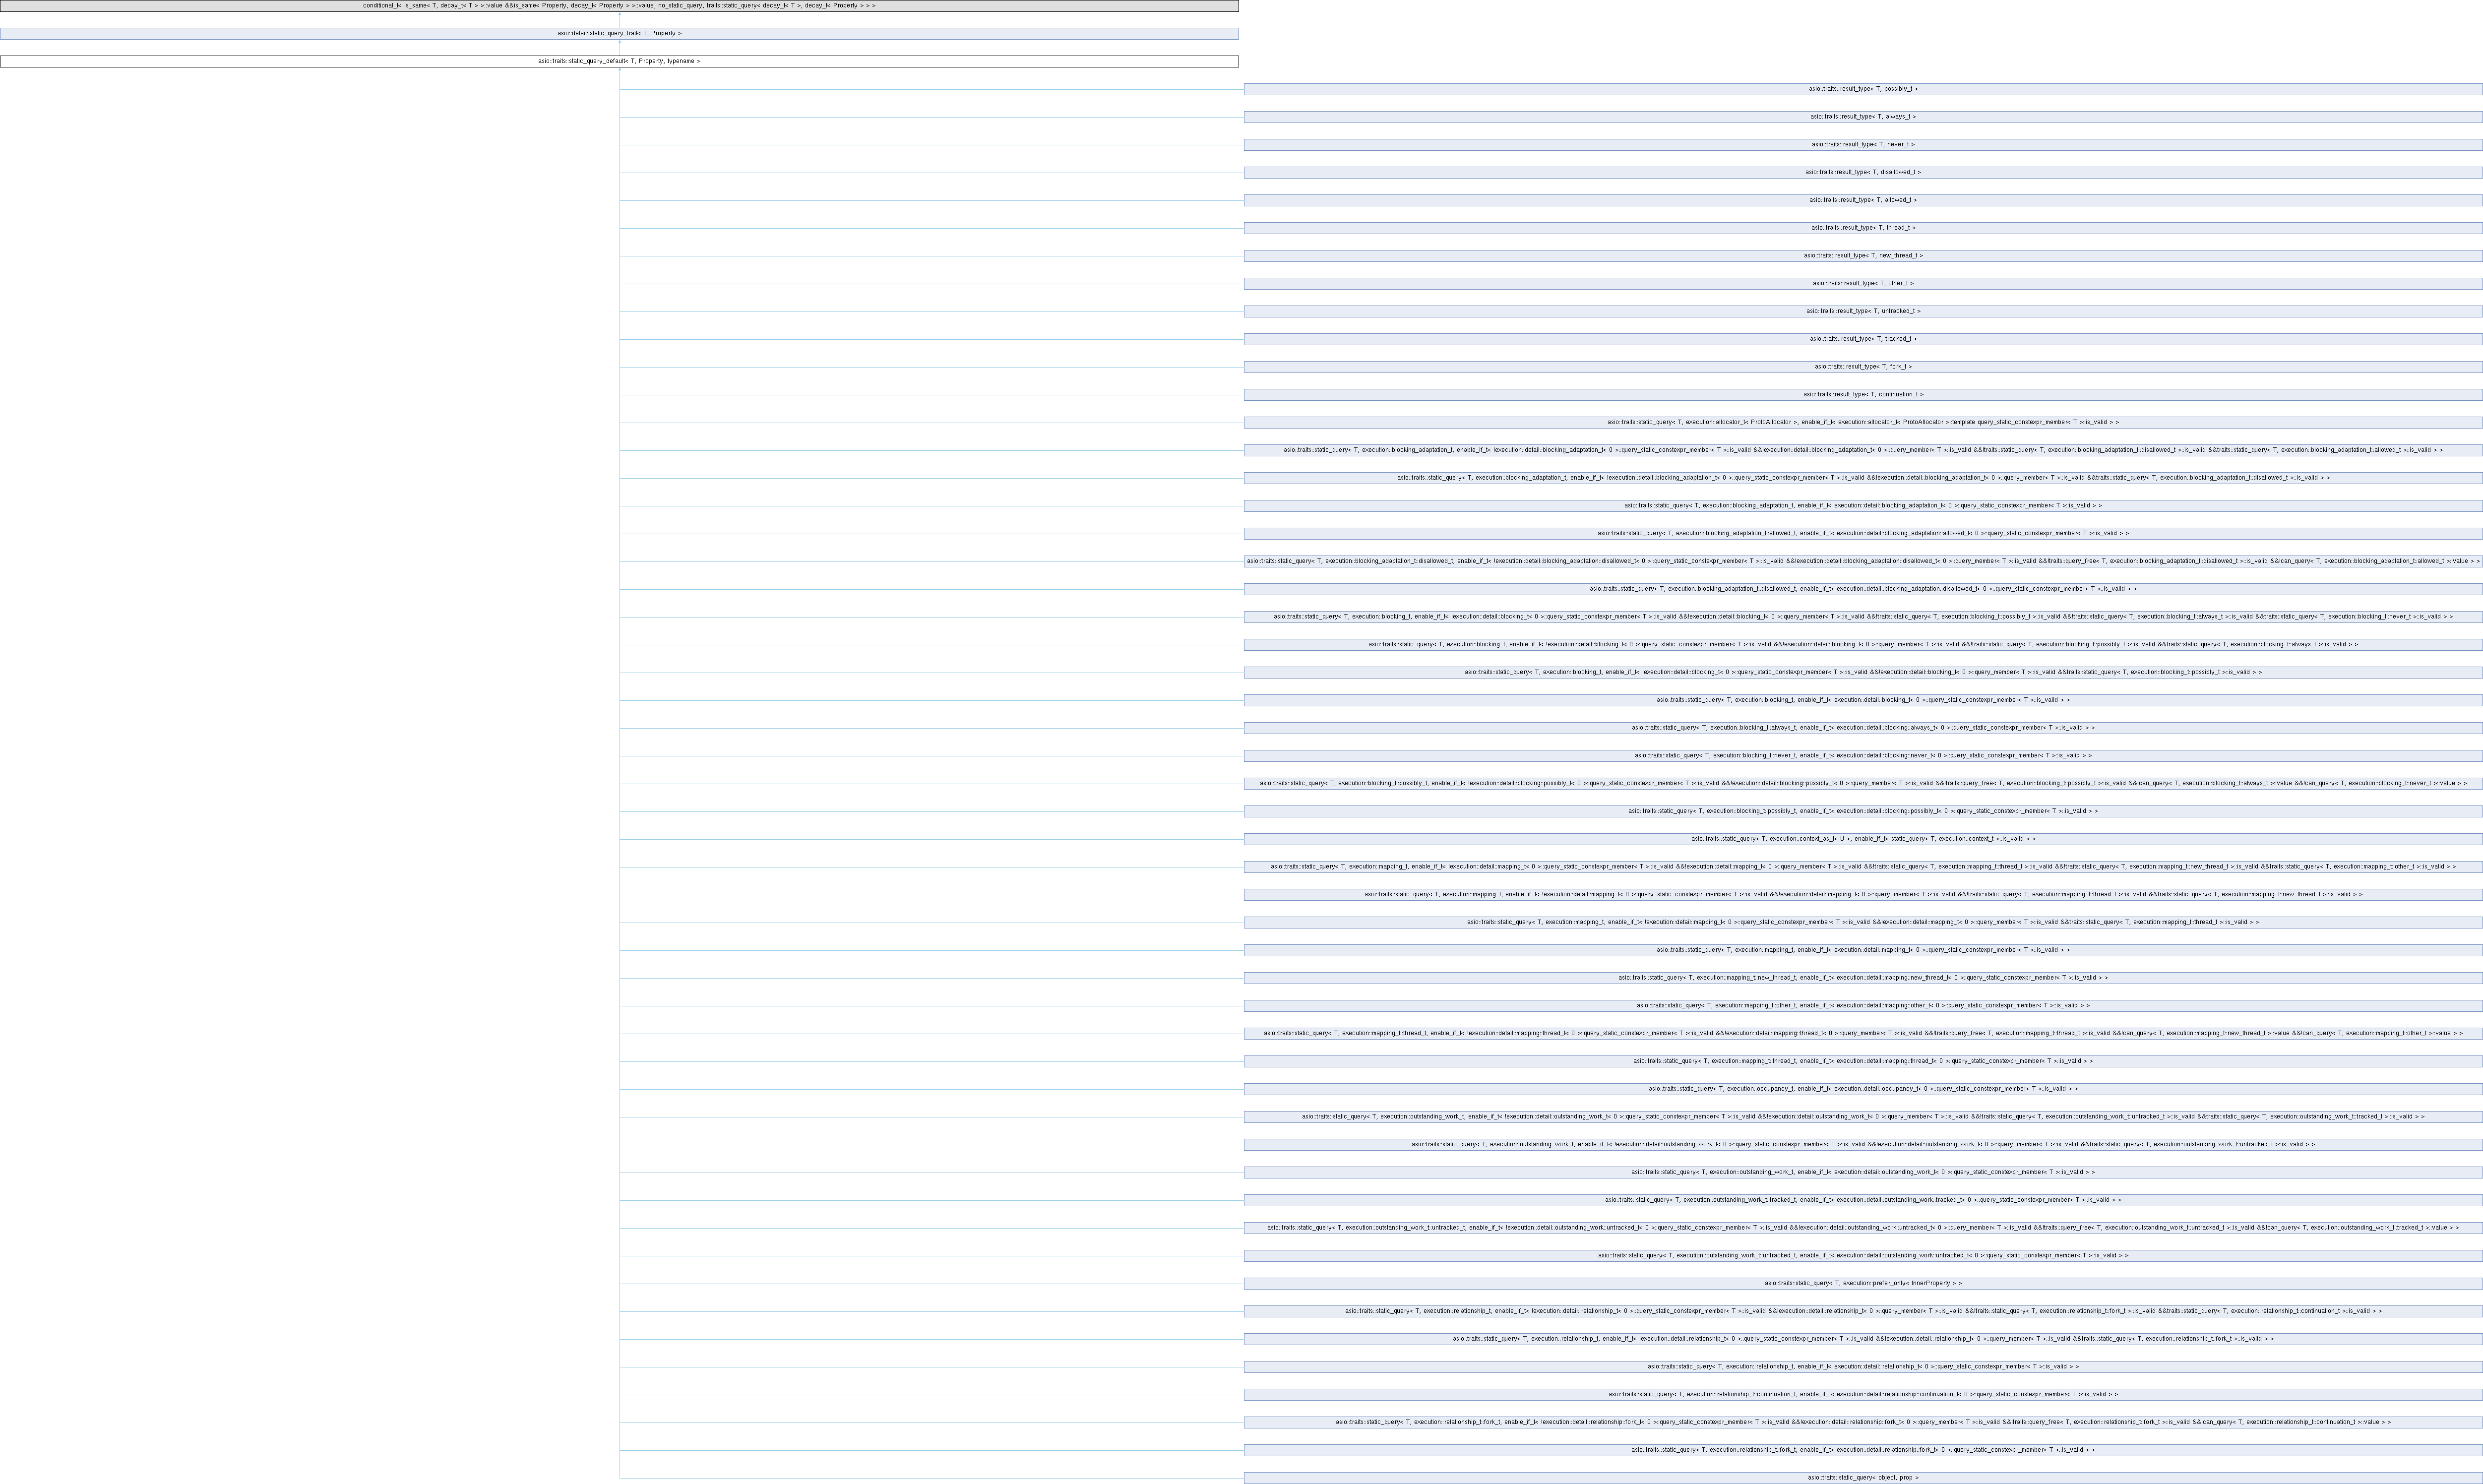 conditional_t< is_same< T, decay_t< T > >::value &&is_same< Property, decay_t< Property > >::value, no_static_query, traits::static_query< decay_t< T >, decay_t< Property > > >
asio::detail::static_query_trait< T, Property >
asio::traits::static_query_default< T, Property, typename >
asio::traits::result_type< T, possibly_t >
asio::traits::result_type< T, always_t >
asio::traits::result_type< T, never_t >
asio::traits::result_type< T, disallowed_t >
asio::traits::result_type< T, allowed_t >
asio::traits::result_type< T, thread_t >
asio::traits::result_type< T, new_thread_t >
asio::traits::result_type< T, other_t >
asio::traits::result_type< T, untracked_t >
asio::traits::result_type< T, tracked_t >
asio::traits::result_type< T, fork_t >
asio::traits::result_type< T, continuation_t >
asio::traits::static_query< T, execution::allocator_t< ProtoAllocator >, enable_if_t< execution::allocator_t< ProtoAllocator >::template query_static_constexpr_member< T >::is_valid > >
asio::traits::static_query< T, execution::blocking_adaptation_t, enable_if_t< !execution::detail::blocking_adaptation_t< 0 >::query_static_constexpr_member< T >::is_valid &&!execution::detail::blocking_adaptation_t< 0 >::query_member< T >::is_valid &&!traits::static_query< T, execution::blocking_adaptation_t::disallowed_t >::is_valid &&traits::static_query< T, execution::blocking_adaptation_t::allowed_t >::is_valid > >
asio::traits::static_query< T, execution::blocking_adaptation_t, enable_if_t< !execution::detail::blocking_adaptation_t< 0 >::query_static_constexpr_member< T >::is_valid &&!execution::detail::blocking_adaptation_t< 0 >::query_member< T >::is_valid &&traits::static_query< T, execution::blocking_adaptation_t::disallowed_t >::is_valid > >
asio::traits::static_query< T, execution::blocking_adaptation_t, enable_if_t< execution::detail::blocking_adaptation_t< 0 >::query_static_constexpr_member< T >::is_valid > >
asio::traits::static_query< T, execution::blocking_adaptation_t::allowed_t, enable_if_t< execution::detail::blocking_adaptation::allowed_t< 0 >::query_static_constexpr_member< T >::is_valid > >
asio::traits::static_query< T, execution::blocking_adaptation_t::disallowed_t, enable_if_t< !execution::detail::blocking_adaptation::disallowed_t< 0 >::query_static_constexpr_member< T >::is_valid &&!execution::detail::blocking_adaptation::disallowed_t< 0 >::query_member< T >::is_valid &&!traits::query_free< T, execution::blocking_adaptation_t::disallowed_t >::is_valid &&!can_query< T, execution::blocking_adaptation_t::allowed_t >::value > >
asio::traits::static_query< T, execution::blocking_adaptation_t::disallowed_t, enable_if_t< execution::detail::blocking_adaptation::disallowed_t< 0 >::query_static_constexpr_member< T >::is_valid > >
asio::traits::static_query< T, execution::blocking_t, enable_if_t< !execution::detail::blocking_t< 0 >::query_static_constexpr_member< T >::is_valid &&!execution::detail::blocking_t< 0 >::query_member< T >::is_valid &&!traits::static_query< T, execution::blocking_t::possibly_t >::is_valid &&!traits::static_query< T, execution::blocking_t::always_t >::is_valid &&traits::static_query< T, execution::blocking_t::never_t >::is_valid > >
asio::traits::static_query< T, execution::blocking_t, enable_if_t< !execution::detail::blocking_t< 0 >::query_static_constexpr_member< T >::is_valid &&!execution::detail::blocking_t< 0 >::query_member< T >::is_valid &&!traits::static_query< T, execution::blocking_t::possibly_t >::is_valid &&traits::static_query< T, execution::blocking_t::always_t >::is_valid > >
asio::traits::static_query< T, execution::blocking_t, enable_if_t< !execution::detail::blocking_t< 0 >::query_static_constexpr_member< T >::is_valid &&!execution::detail::blocking_t< 0 >::query_member< T >::is_valid &&traits::static_query< T, execution::blocking_t::possibly_t >::is_valid > >
asio::traits::static_query< T, execution::blocking_t, enable_if_t< execution::detail::blocking_t< 0 >::query_static_constexpr_member< T >::is_valid > >
asio::traits::static_query< T, execution::blocking_t::always_t, enable_if_t< execution::detail::blocking::always_t< 0 >::query_static_constexpr_member< T >::is_valid > >
asio::traits::static_query< T, execution::blocking_t::never_t, enable_if_t< execution::detail::blocking::never_t< 0 >::query_static_constexpr_member< T >::is_valid > >
asio::traits::static_query< T, execution::blocking_t::possibly_t, enable_if_t< !execution::detail::blocking::possibly_t< 0 >::query_static_constexpr_member< T >::is_valid &&!execution::detail::blocking::possibly_t< 0 >::query_member< T >::is_valid &&!traits::query_free< T, execution::blocking_t::possibly_t >::is_valid &&!can_query< T, execution::blocking_t::always_t >::value &&!can_query< T, execution::blocking_t::never_t >::value > >
asio::traits::static_query< T, execution::blocking_t::possibly_t, enable_if_t< execution::detail::blocking::possibly_t< 0 >::query_static_constexpr_member< T >::is_valid > >
asio::traits::static_query< T, execution::context_as_t< U >, enable_if_t< static_query< T, execution::context_t >::is_valid > >
asio::traits::static_query< T, execution::mapping_t, enable_if_t< !execution::detail::mapping_t< 0 >::query_static_constexpr_member< T >::is_valid &&!execution::detail::mapping_t< 0 >::query_member< T >::is_valid &&!traits::static_query< T, execution::mapping_t::thread_t >::is_valid &&!traits::static_query< T, execution::mapping_t::new_thread_t >::is_valid &&traits::static_query< T, execution::mapping_t::other_t >::is_valid > >
asio::traits::static_query< T, execution::mapping_t, enable_if_t< !execution::detail::mapping_t< 0 >::query_static_constexpr_member< T >::is_valid &&!execution::detail::mapping_t< 0 >::query_member< T >::is_valid &&!traits::static_query< T, execution::mapping_t::thread_t >::is_valid &&traits::static_query< T, execution::mapping_t::new_thread_t >::is_valid > >
asio::traits::static_query< T, execution::mapping_t, enable_if_t< !execution::detail::mapping_t< 0 >::query_static_constexpr_member< T >::is_valid &&!execution::detail::mapping_t< 0 >::query_member< T >::is_valid &&traits::static_query< T, execution::mapping_t::thread_t >::is_valid > >
asio::traits::static_query< T, execution::mapping_t, enable_if_t< execution::detail::mapping_t< 0 >::query_static_constexpr_member< T >::is_valid > >
asio::traits::static_query< T, execution::mapping_t::new_thread_t, enable_if_t< execution::detail::mapping::new_thread_t< 0 >::query_static_constexpr_member< T >::is_valid > >
asio::traits::static_query< T, execution::mapping_t::other_t, enable_if_t< execution::detail::mapping::other_t< 0 >::query_static_constexpr_member< T >::is_valid > >
asio::traits::static_query< T, execution::mapping_t::thread_t, enable_if_t< !execution::detail::mapping::thread_t< 0 >::query_static_constexpr_member< T >::is_valid &&!execution::detail::mapping::thread_t< 0 >::query_member< T >::is_valid &&!traits::query_free< T, execution::mapping_t::thread_t >::is_valid &&!can_query< T, execution::mapping_t::new_thread_t >::value &&!can_query< T, execution::mapping_t::other_t >::value > >
asio::traits::static_query< T, execution::mapping_t::thread_t, enable_if_t< execution::detail::mapping::thread_t< 0 >::query_static_constexpr_member< T >::is_valid > >
asio::traits::static_query< T, execution::occupancy_t, enable_if_t< execution::detail::occupancy_t< 0 >::query_static_constexpr_member< T >::is_valid > >
asio::traits::static_query< T, execution::outstanding_work_t, enable_if_t< !execution::detail::outstanding_work_t< 0 >::query_static_constexpr_member< T >::is_valid &&!execution::detail::outstanding_work_t< 0 >::query_member< T >::is_valid &&!traits::static_query< T, execution::outstanding_work_t::untracked_t >::is_valid &&traits::static_query< T, execution::outstanding_work_t::tracked_t >::is_valid > >
asio::traits::static_query< T, execution::outstanding_work_t, enable_if_t< !execution::detail::outstanding_work_t< 0 >::query_static_constexpr_member< T >::is_valid &&!execution::detail::outstanding_work_t< 0 >::query_member< T >::is_valid &&traits::static_query< T, execution::outstanding_work_t::untracked_t >::is_valid > >
asio::traits::static_query< T, execution::outstanding_work_t, enable_if_t< execution::detail::outstanding_work_t< 0 >::query_static_constexpr_member< T >::is_valid > >
asio::traits::static_query< T, execution::outstanding_work_t::tracked_t, enable_if_t< execution::detail::outstanding_work::tracked_t< 0 >::query_static_constexpr_member< T >::is_valid > >
asio::traits::static_query< T, execution::outstanding_work_t::untracked_t, enable_if_t< !execution::detail::outstanding_work::untracked_t< 0 >::query_static_constexpr_member< T >::is_valid &&!execution::detail::outstanding_work::untracked_t< 0 >::query_member< T >::is_valid &&!traits::query_free< T, execution::outstanding_work_t::untracked_t >::is_valid &&!can_query< T, execution::outstanding_work_t::tracked_t >::value > >
asio::traits::static_query< T, execution::outstanding_work_t::untracked_t, enable_if_t< execution::detail::outstanding_work::untracked_t< 0 >::query_static_constexpr_member< T >::is_valid > >
asio::traits::static_query< T, execution::prefer_only< InnerProperty > >
asio::traits::static_query< T, execution::relationship_t, enable_if_t< !execution::detail::relationship_t< 0 >::query_static_constexpr_member< T >::is_valid &&!execution::detail::relationship_t< 0 >::query_member< T >::is_valid &&!traits::static_query< T, execution::relationship_t::fork_t >::is_valid &&traits::static_query< T, execution::relationship_t::continuation_t >::is_valid > >
asio::traits::static_query< T, execution::relationship_t, enable_if_t< !execution::detail::relationship_t< 0 >::query_static_constexpr_member< T >::is_valid &&!execution::detail::relationship_t< 0 >::query_member< T >::is_valid &&traits::static_query< T, execution::relationship_t::fork_t >::is_valid > >
asio::traits::static_query< T, execution::relationship_t, enable_if_t< execution::detail::relationship_t< 0 >::query_static_constexpr_member< T >::is_valid > >
asio::traits::static_query< T, execution::relationship_t::continuation_t, enable_if_t< execution::detail::relationship::continuation_t< 0 >::query_static_constexpr_member< T >::is_valid > >
asio::traits::static_query< T, execution::relationship_t::fork_t, enable_if_t< !execution::detail::relationship::fork_t< 0 >::query_static_constexpr_member< T >::is_valid &&!execution::detail::relationship::fork_t< 0 >::query_member< T >::is_valid &&!traits::query_free< T, execution::relationship_t::fork_t >::is_valid &&!can_query< T, execution::relationship_t::continuation_t >::value > >
asio::traits::static_query< T, execution::relationship_t::fork_t, enable_if_t< execution::detail::relationship::fork_t< 0 >::query_static_constexpr_member< T >::is_valid > >
asio::traits::static_query< object, prop >